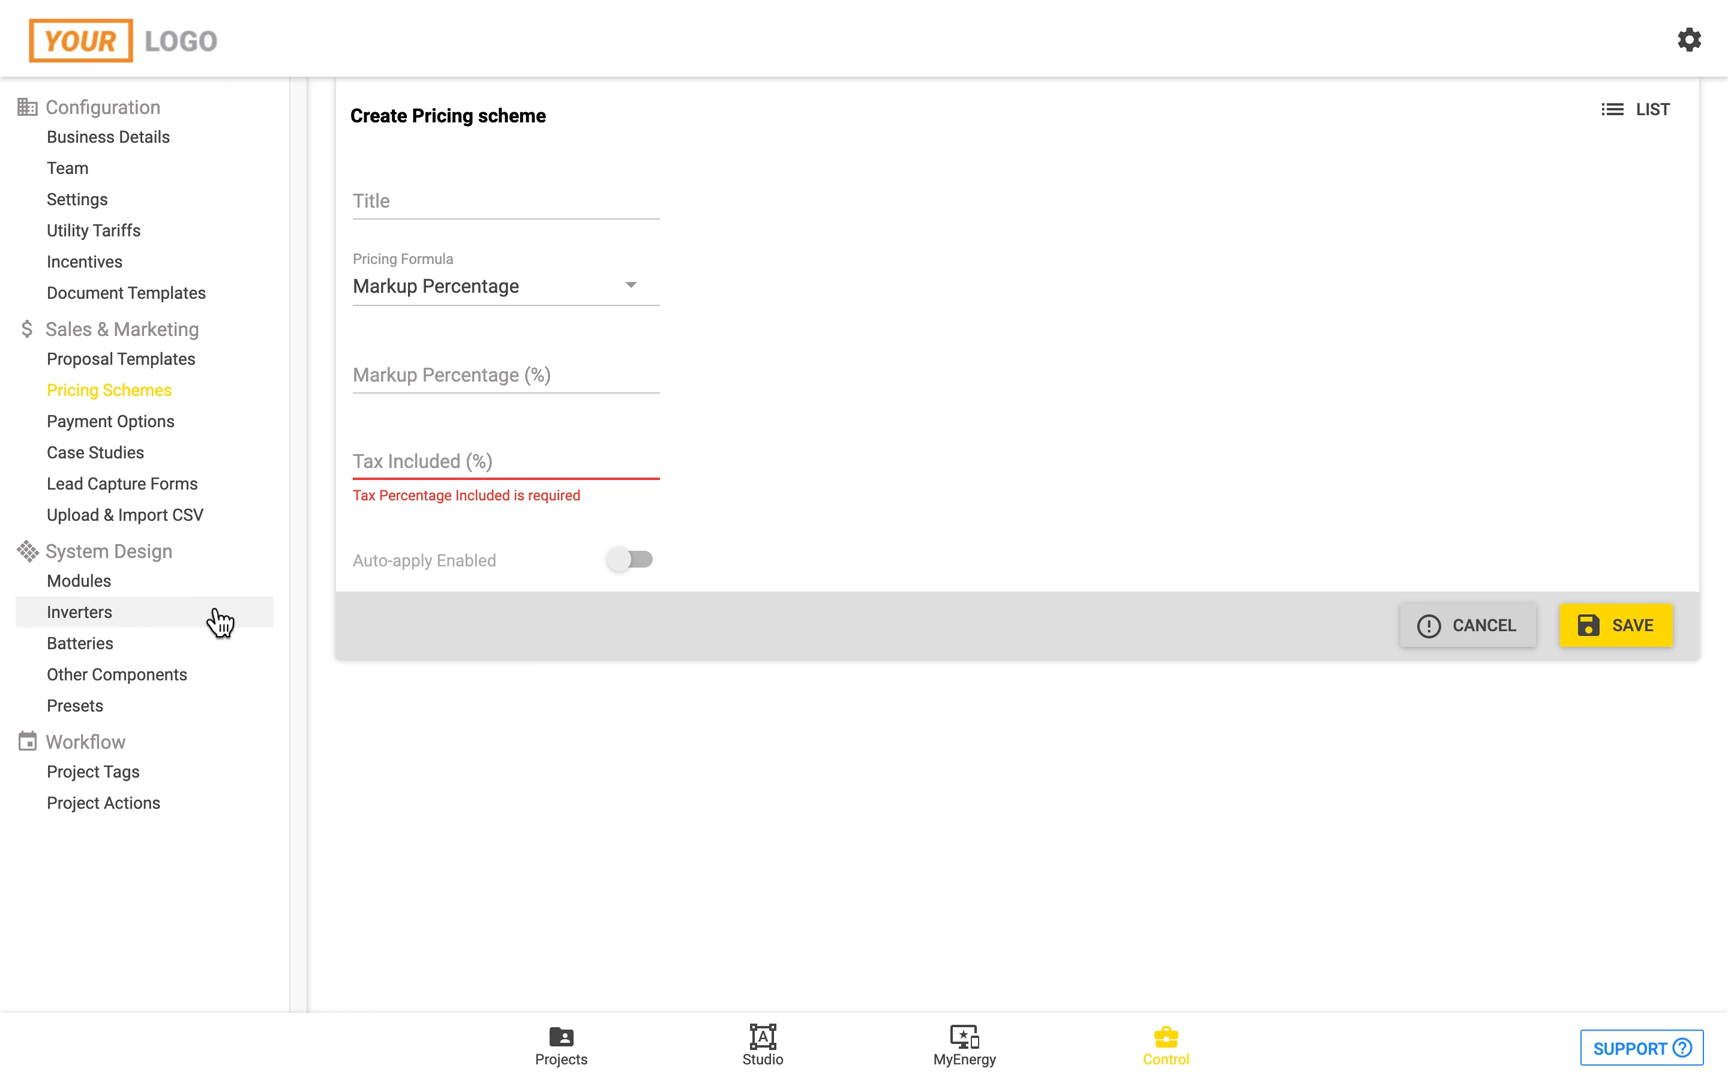 YOUR LOGO
Configuration
Business Details
Team
Settings
Utility Tariffs
Incentives
Document Templates
Sales & Marketing
Proposal Templates
Pricing Schemes
Payment Options
Case Studies
Lead Capture Forms
Upload & Import CSV
System Design
Modules
Inverters
Batteries
Other Components
Presets
Workflow
Project Tags
Project Actions
Create Pricing scheme
LIST
Title
Pricing Formula
Markup Percentage
Markup Percentage (%)
Tax Included (%)
Tax Percentage Included is required
Auto-apply Enabled
CANCEL
SAVE
Projects
Studio
MyEnergy
Control
SUPPORT